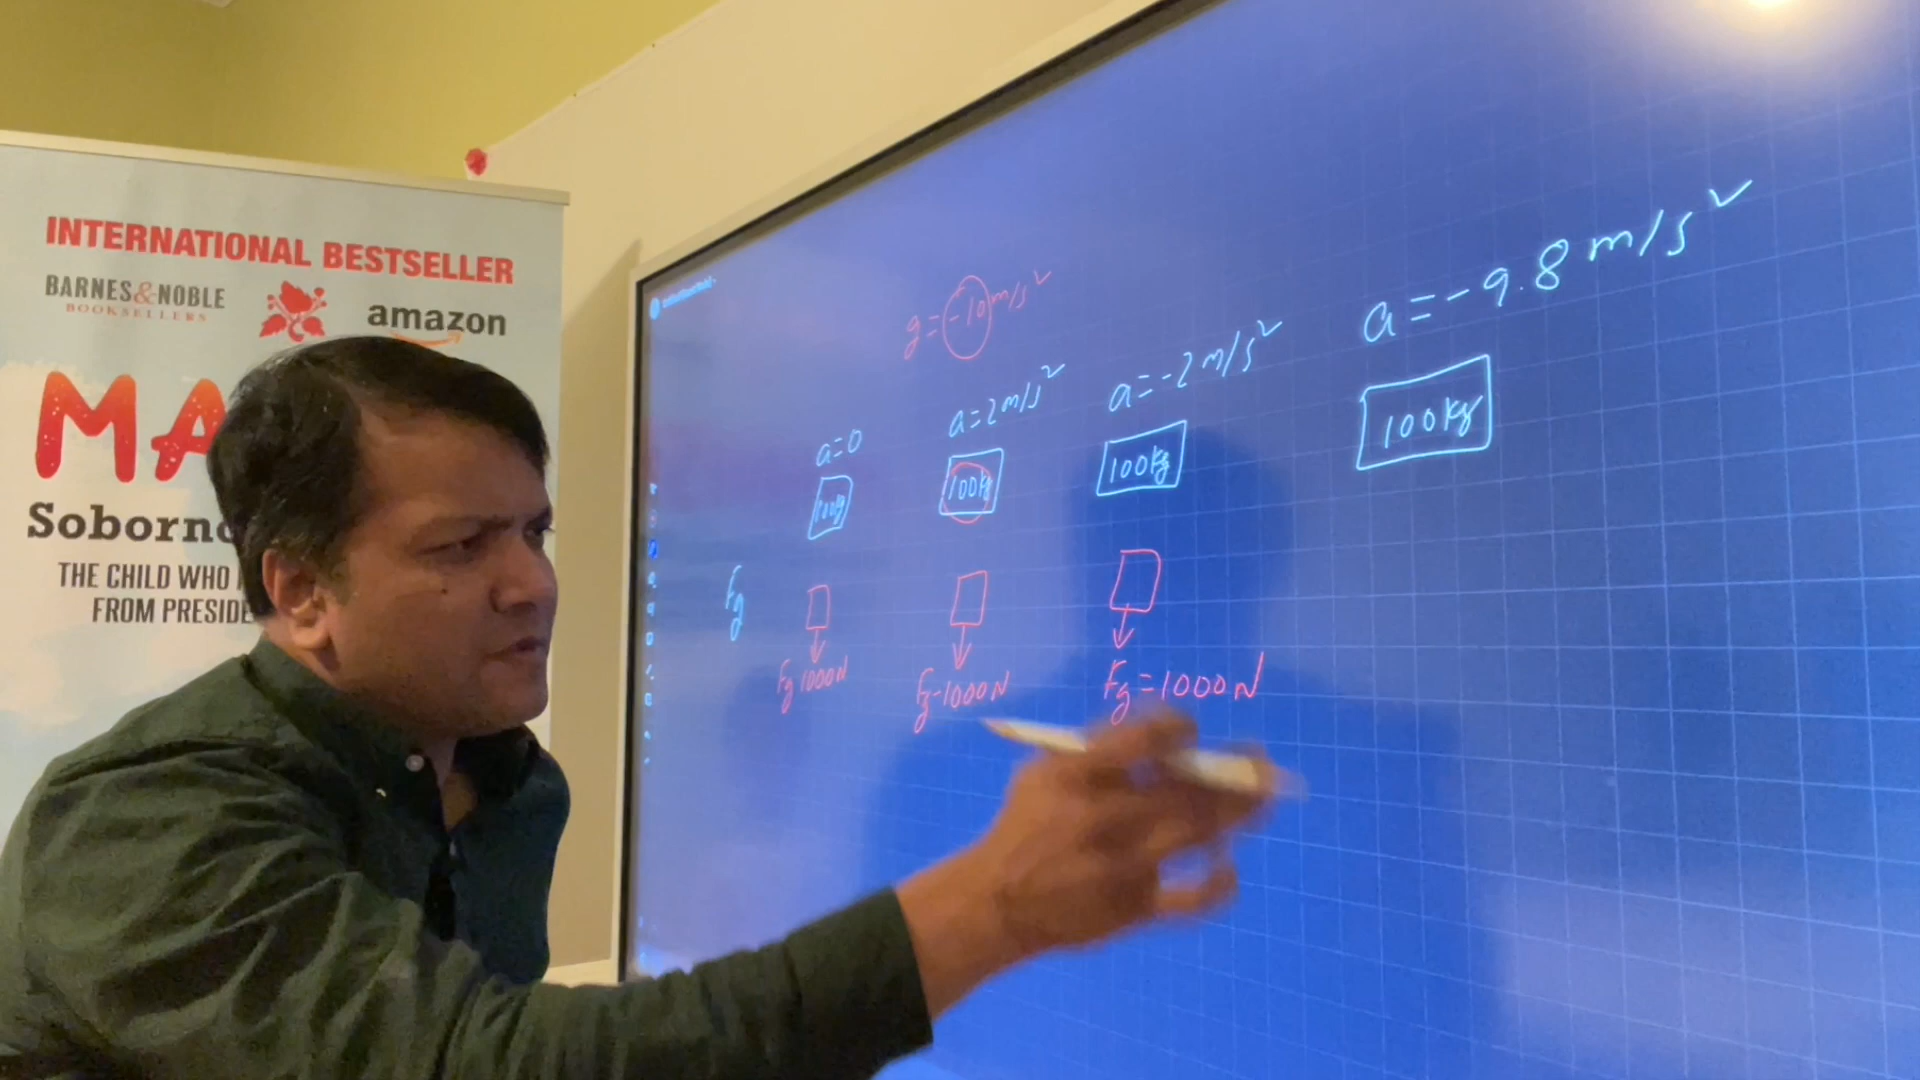 INTERNATIONAL BESTSELLER
BARNES&NOBLE
BOOKSELLERS
amazon
MA
Soborno
THE CHILD WHO
FROM PRESIDE
g=-10m/s²
a=0
a=2m/s²
a=-2m/s²
a=-9.8m/s²
100kg
100kg
100kg
100kg
Fg
Fg 1000N
Fg-1000N
Fg=1000N